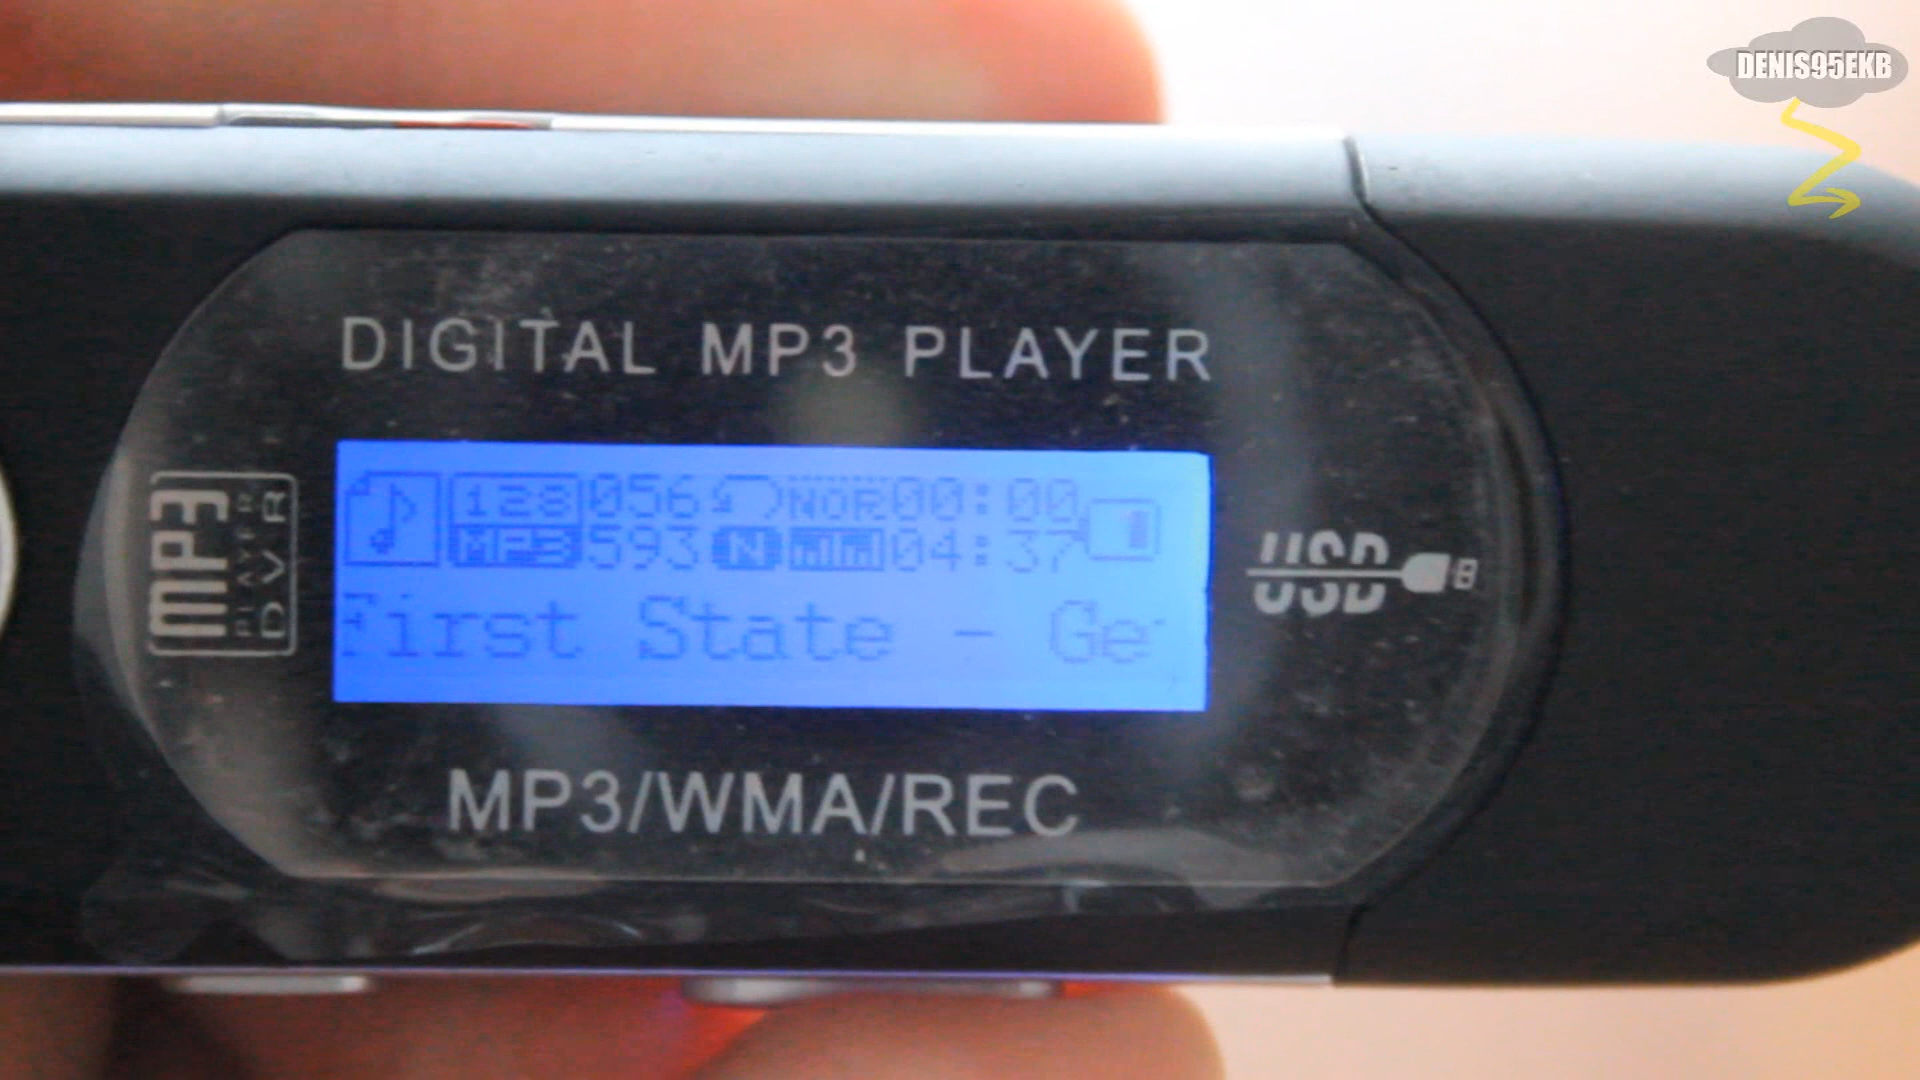 DENIS95EKB
DIGITAL MP3 PLAYER
MP3
PLAYER
DVR
128 056 NOR 00:00
MP3 593 N 04:37
First State - Ge
USB
MP3/WMA/REC